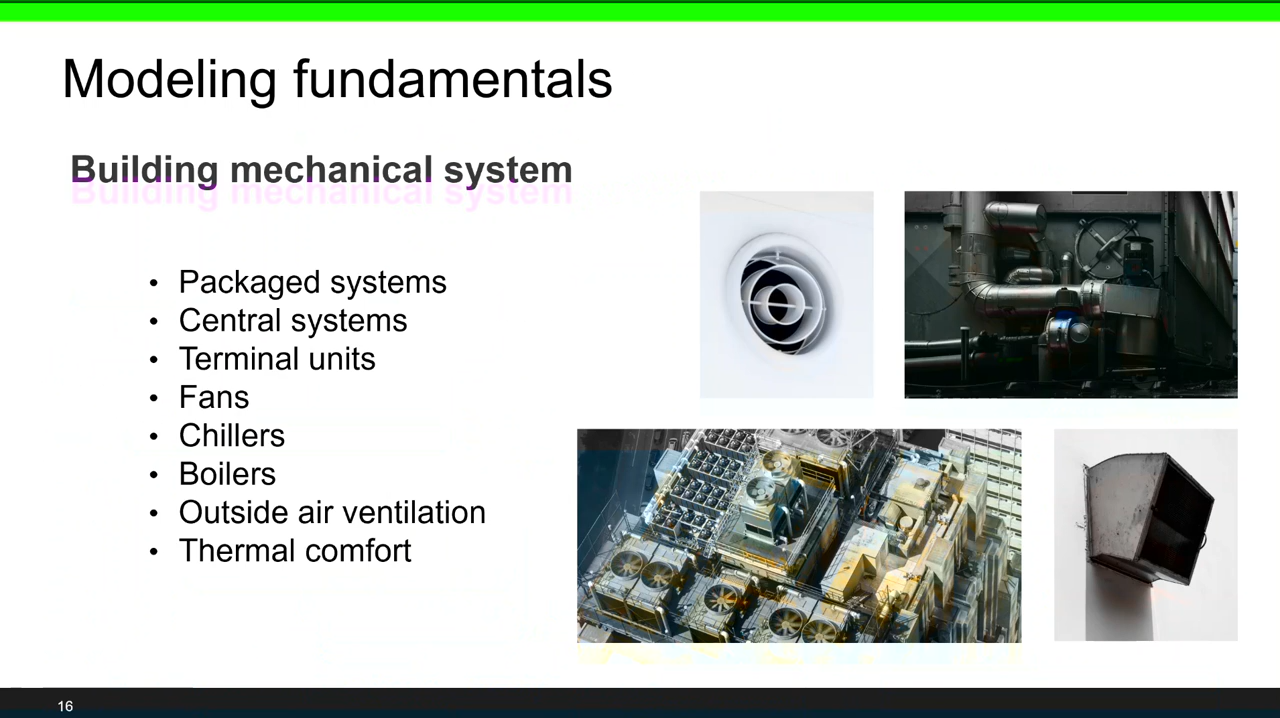 Modeling fundamentals
Building mechanical system
• Packaged systems
• Central systems
• Terminal units
• Fans
• Chillers
• Boilers
• Outside air ventilation
• Thermal comfort
16